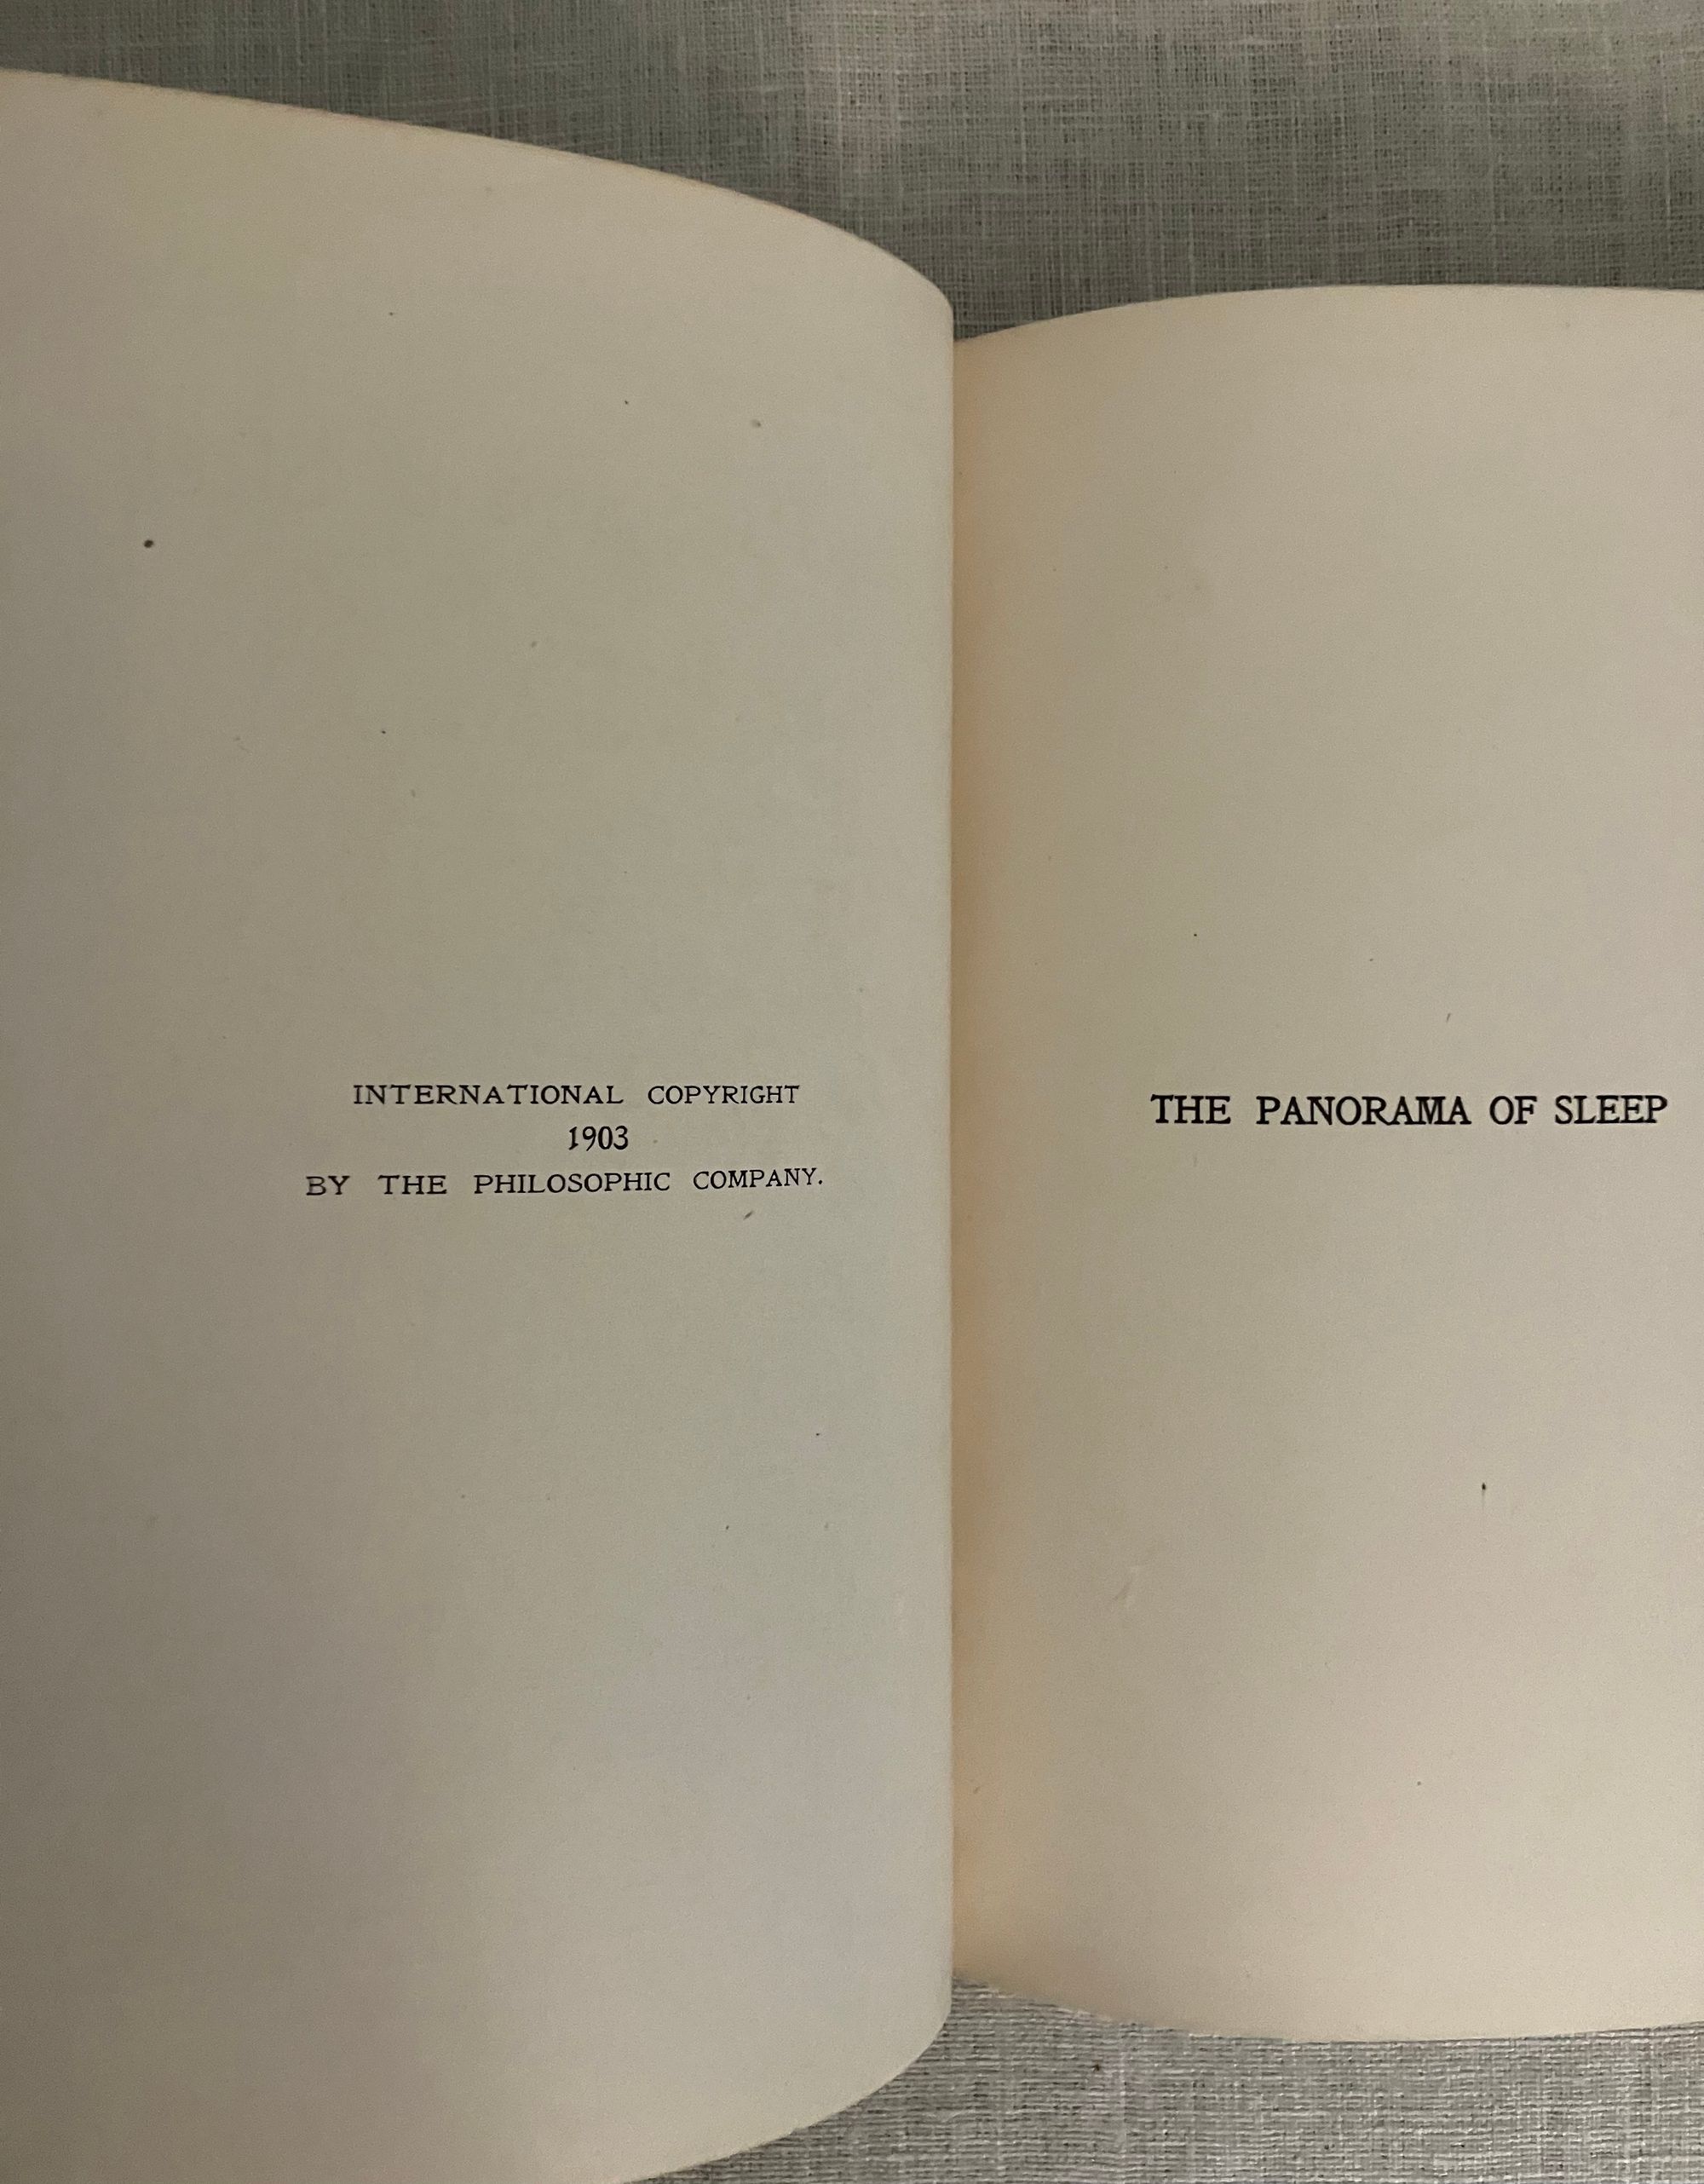 INTERNATIONAL COPYRIGHT
1903
BY THE PHILOSOPHIC COMPANY.
THE PANORAMA OF SLEEP